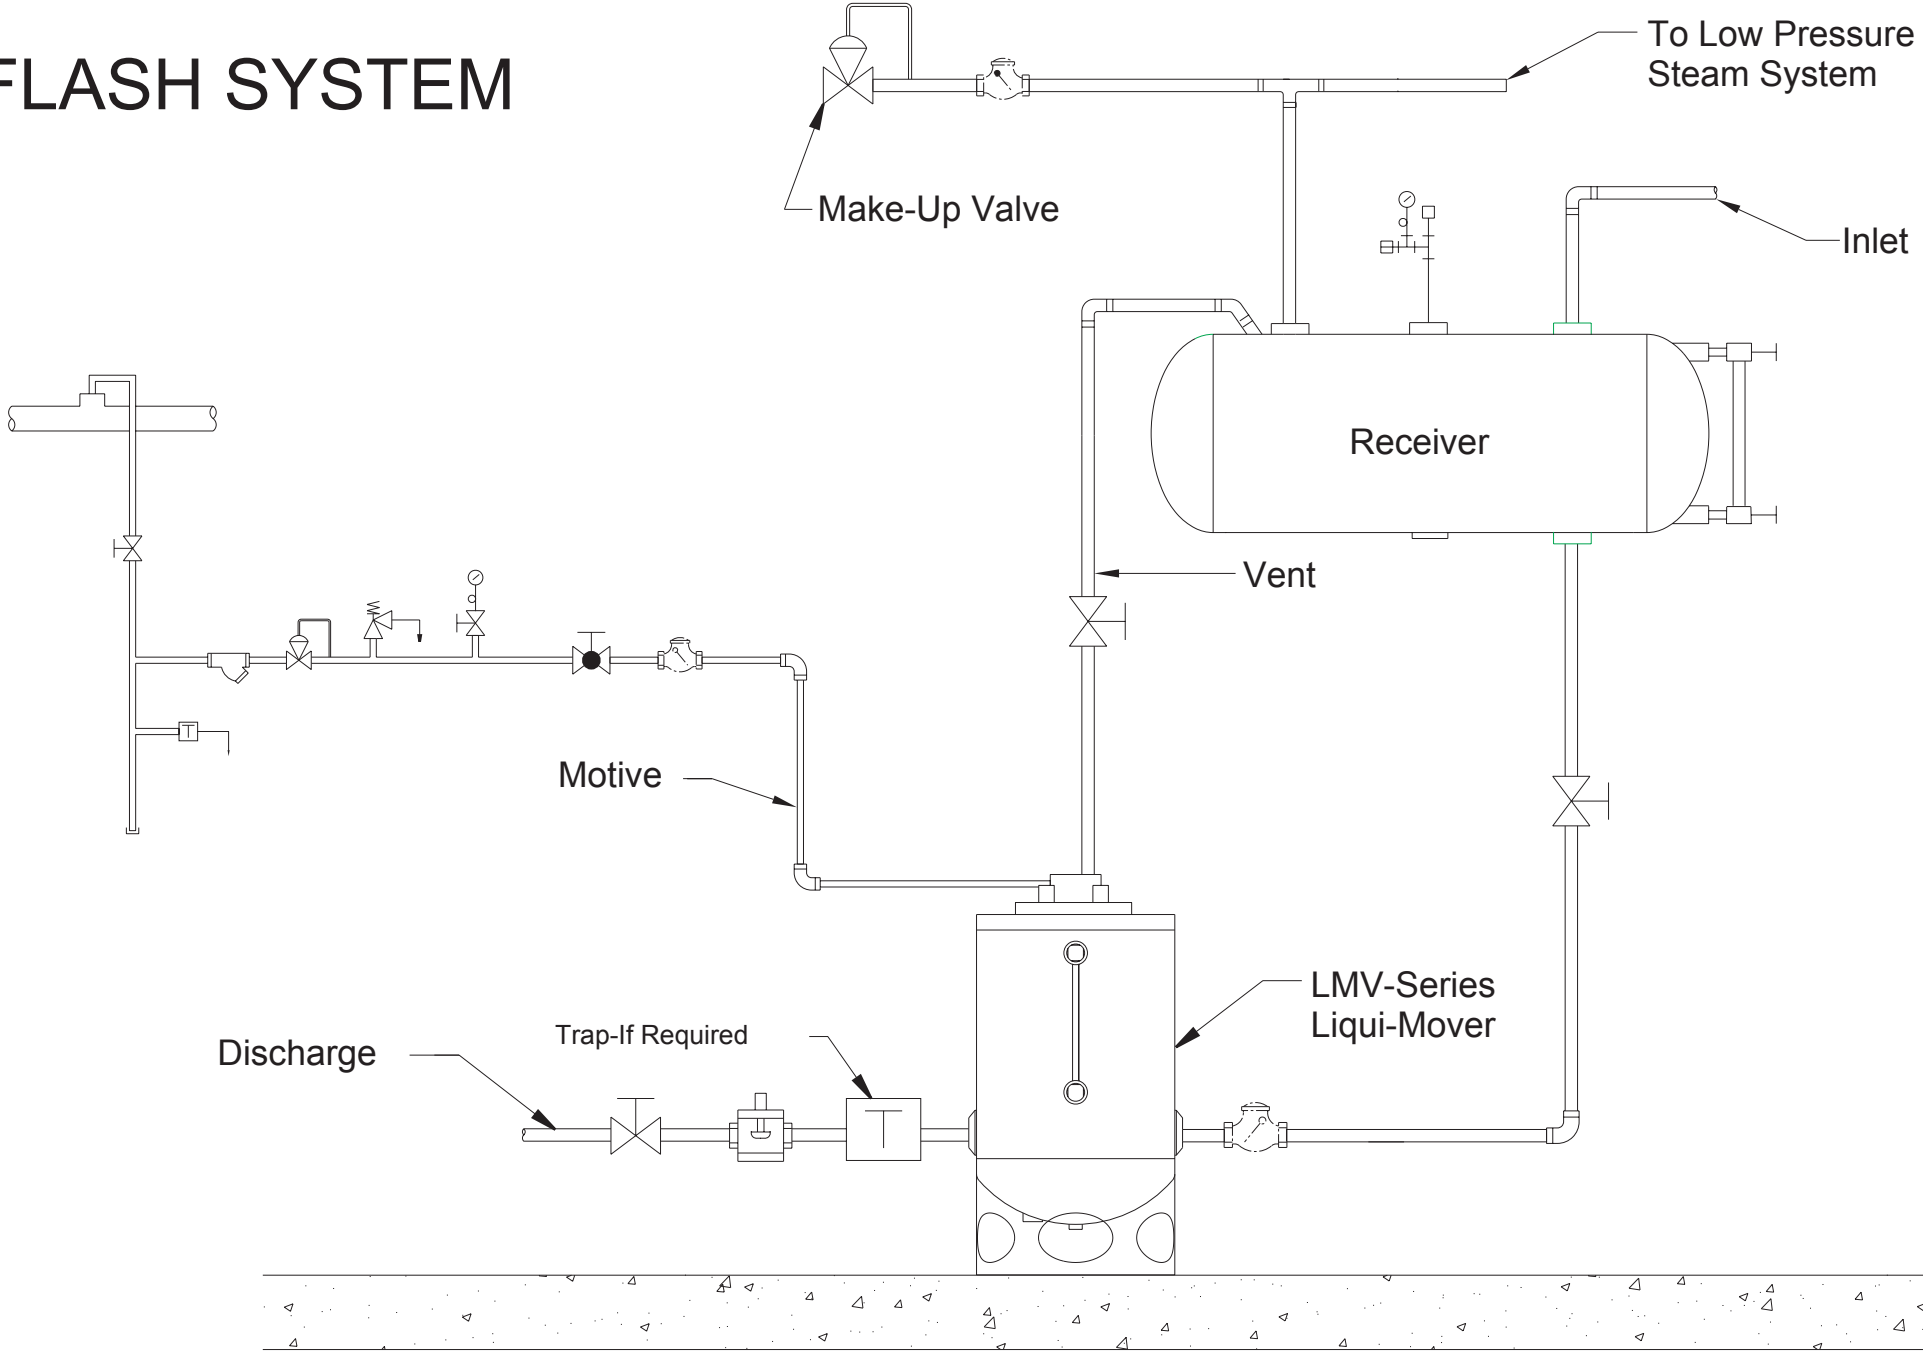 FLASH SYSTEM
To Low Pressure
Steam System
Make-Up Valve
Inlet
Receiver
Vent
Motive
T
LMV-Series
Liqui-Mover
Trap-If Required
Discharge
T